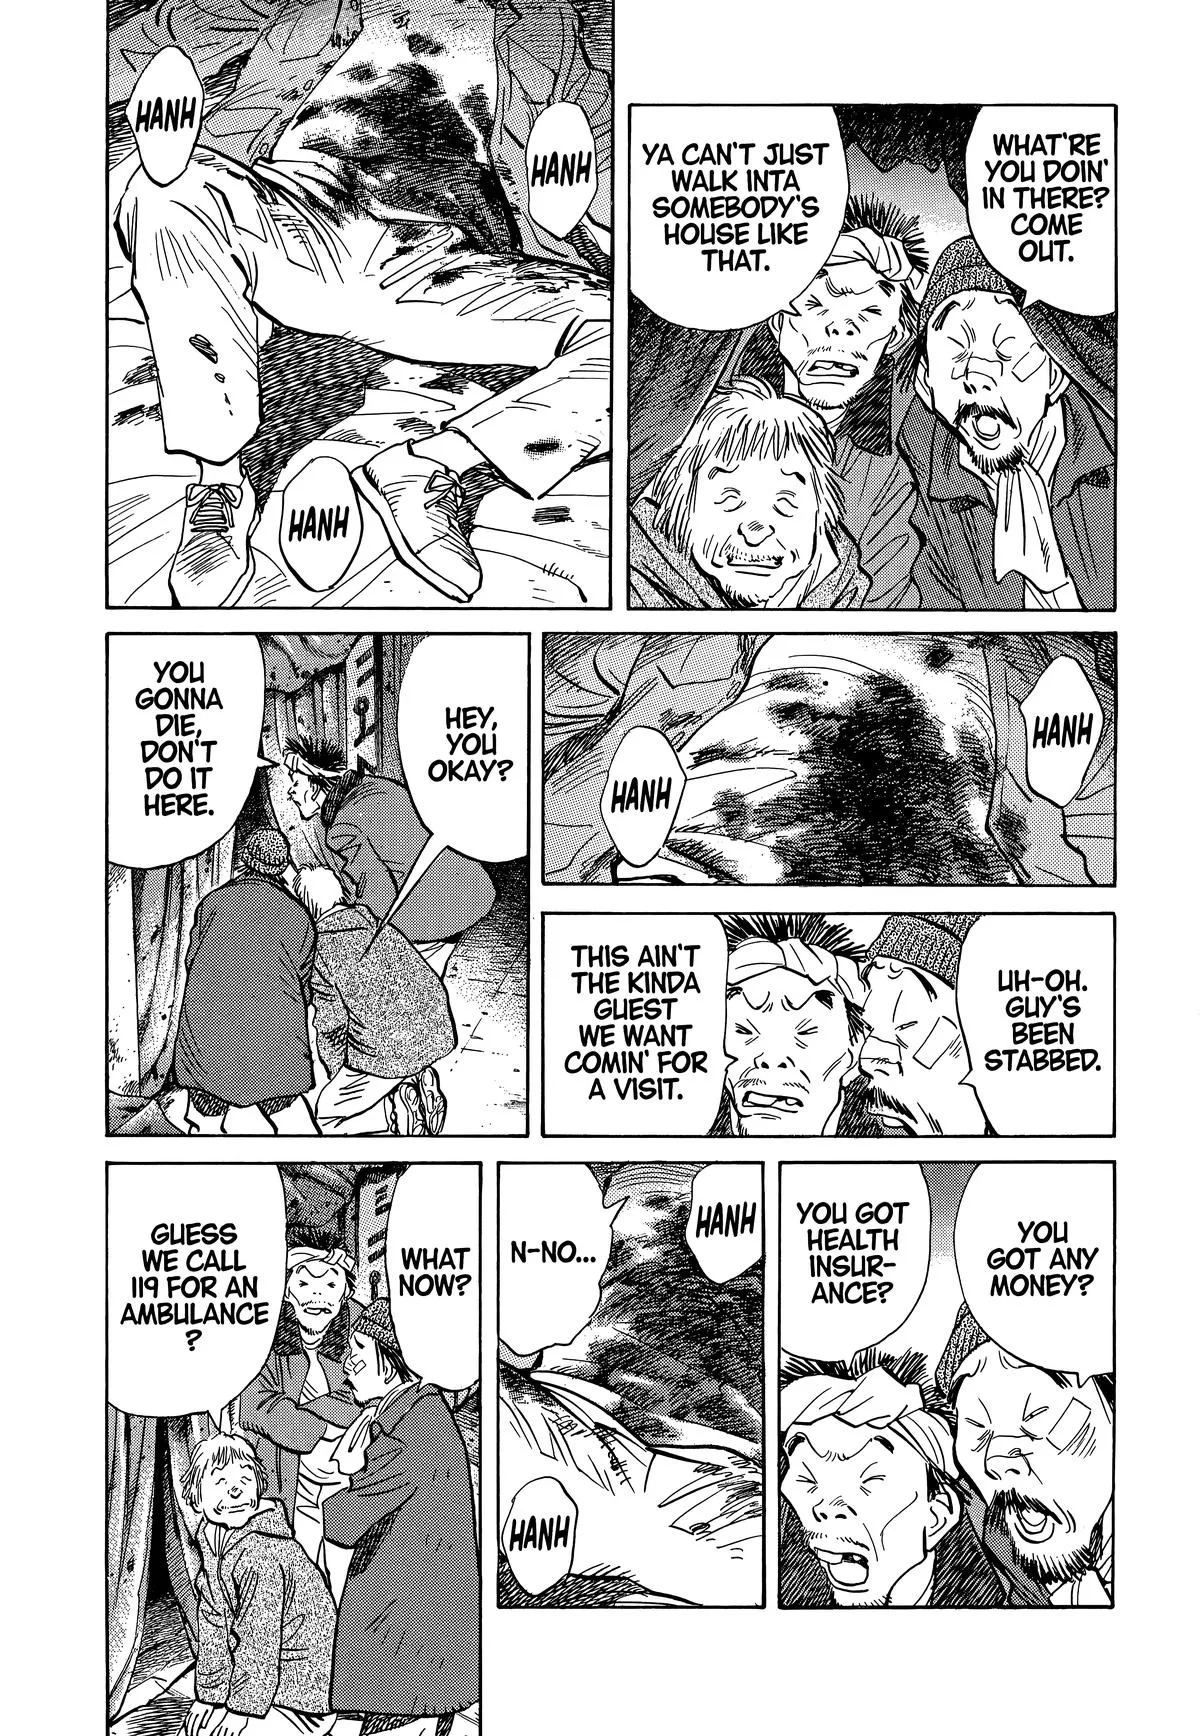 WHAT'RE
YOU DOIN'
IN THERE?
COME
OUT.
YA CAN'T JUST
WALK INTA
SOMEBODY'S
HOUSE LIKE
THAT.
HANH
HANH
HANH
HANH
HANH
UH-OH.
GUY'S
BEEN
STABBED.
THIS AIN'T
THE KINDA
GUEST
WE WANT
COMIN' FOR
A VISIT.
HEY,
YOU
OKAY?
YOU
GONNA
DIE,
DON'T
DO IT
HERE.
YOU
GOT ANY
MONEY?
YOU GOT
HEALTH
INSUR-
ANCE?
HANH
N-NO...
HANH
WHAT
NOW?
GUESS
WE CALL
119 FOR AN
AMBULANCE
?